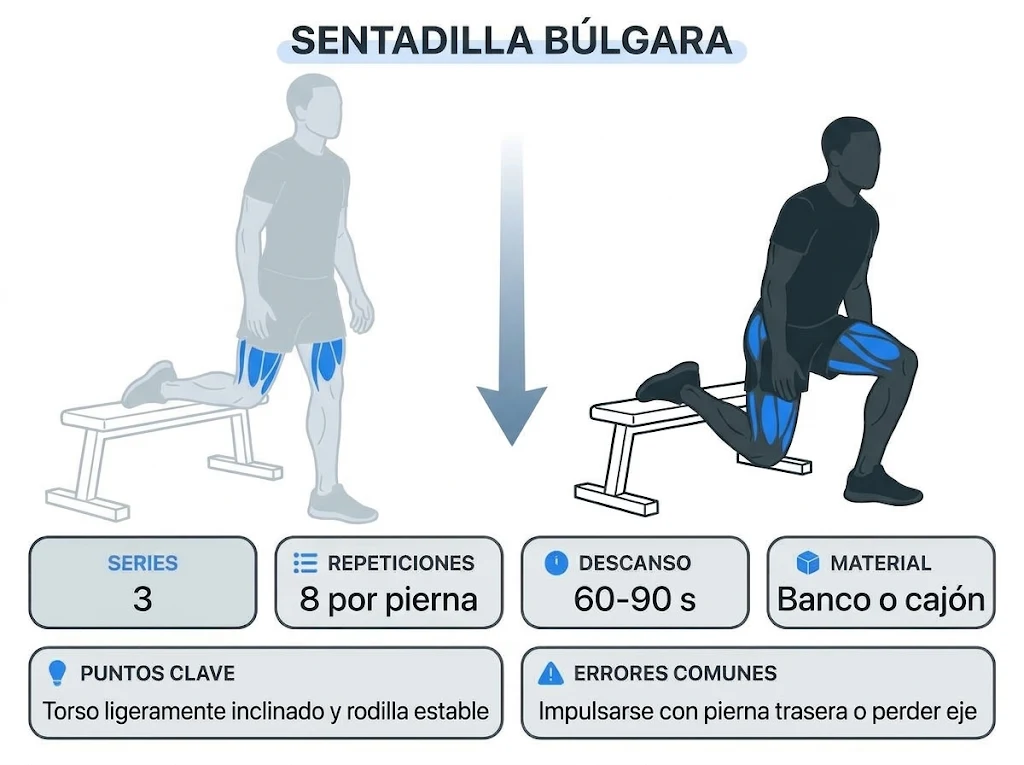 SENTADILLA BÚLGARA
SERIES
3
REPETICIONES
8 por pierna
DESCANSO
60-90 s
MATERIAL
Banco o cajón
PUNTOS CLAVE
Torso ligeramente inclinado y rodilla estable
ERRORES COMUNES
Impulsarse con pierna trasera o perder eje